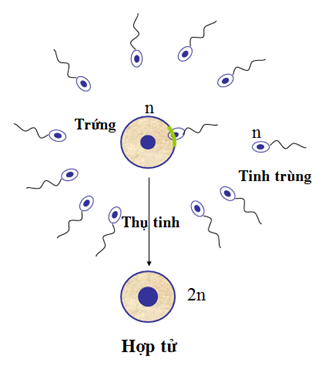 n
Trứng
n
Tinh trùng
Thụ tinh
2n
Hợp tử